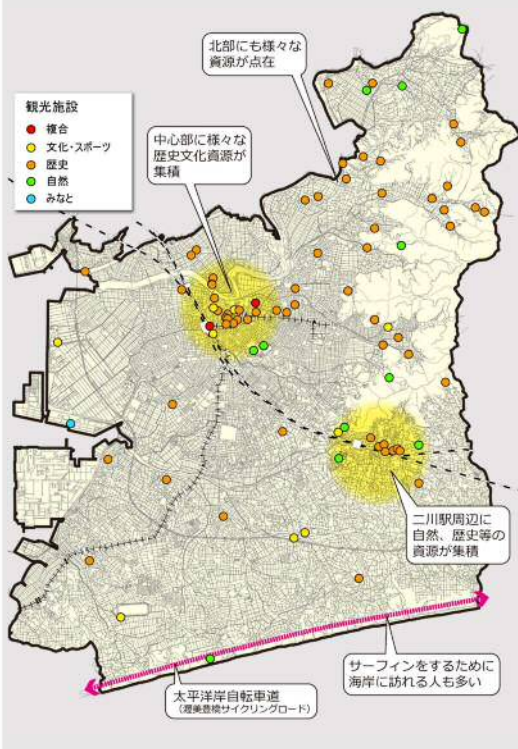 北部にも様々な
資源が点在
観光施設
複合
文化・スポーツ
歴史
自然
みなと
中心部に様々な
歴史文化資源が
集積
二川駅周辺に
自然、歴史等の
資源が集積
サーフィンをするために
海岸に訪れる人も多い
太平洋岸自転車道
(渥美豊橋サイクリングロード)